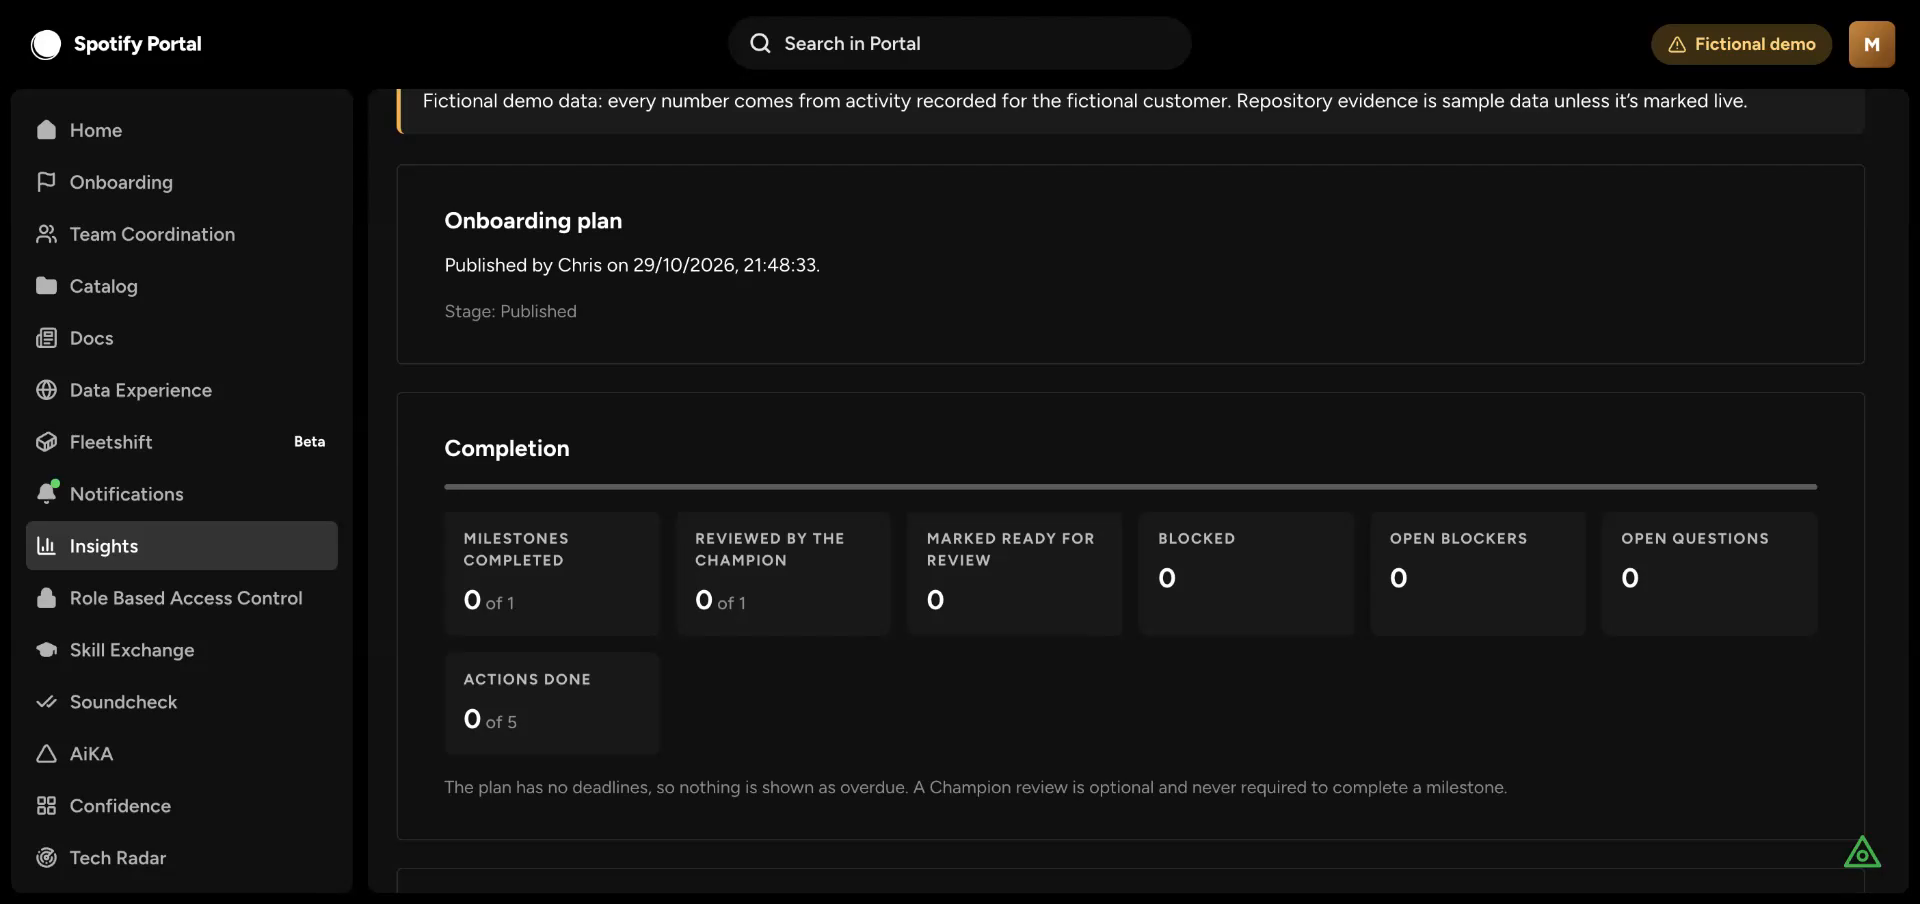 Spotify Portal
Search in Portal
Fictional demo
M
Home
Onboarding
Team Coordination
Catalog
Docs
Data Experience
Fleetshift
Beta
Notifications
Insights
Role Based Access Control
Skill Exchange
Soundcheck
AiKA
Confidence
Tech Radar
Fictional demo data: every number comes from activity recorded for the fictional customer. Repository evidence is sample data unless it’s marked live.
Onboarding plan
Published by Chris on 29/10/2026, 21:48:33.
Stage: Published
Completion
MILESTONES
COMPLETED
0 of 1
REVIEWED BY THE
CHAMPION
0 of 1
MARKED READY FOR
REVIEW
0
BLOCKED
0
OPEN BLOCKERS
0
OPEN QUESTIONS
0
ACTIONS DONE
0 of 5
The plan has no deadlines, so nothing is shown as overdue. A Champion review is optional and never required to complete a milestone.